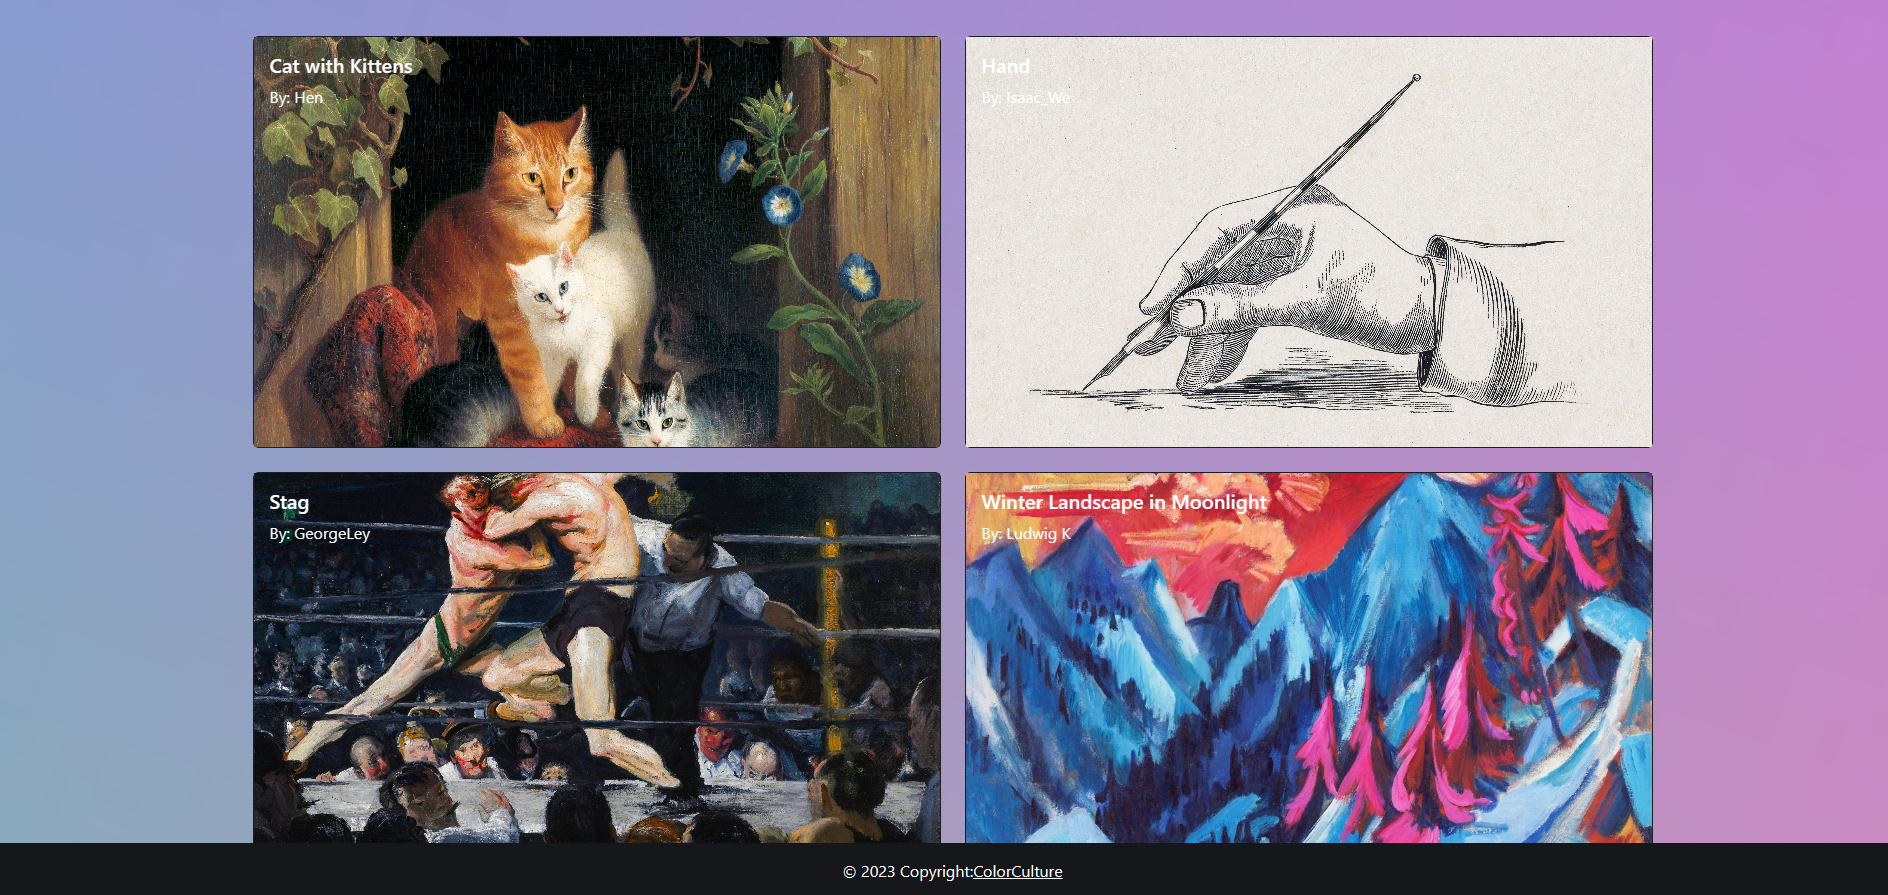 Cat with Kittens
By: Hen
Hand
By: Isaac_We
Stag
By: GeorgeLey
Winter Landscape in Moonlight
By: Ludwig K
© 2023 Copyright:ColorCulture